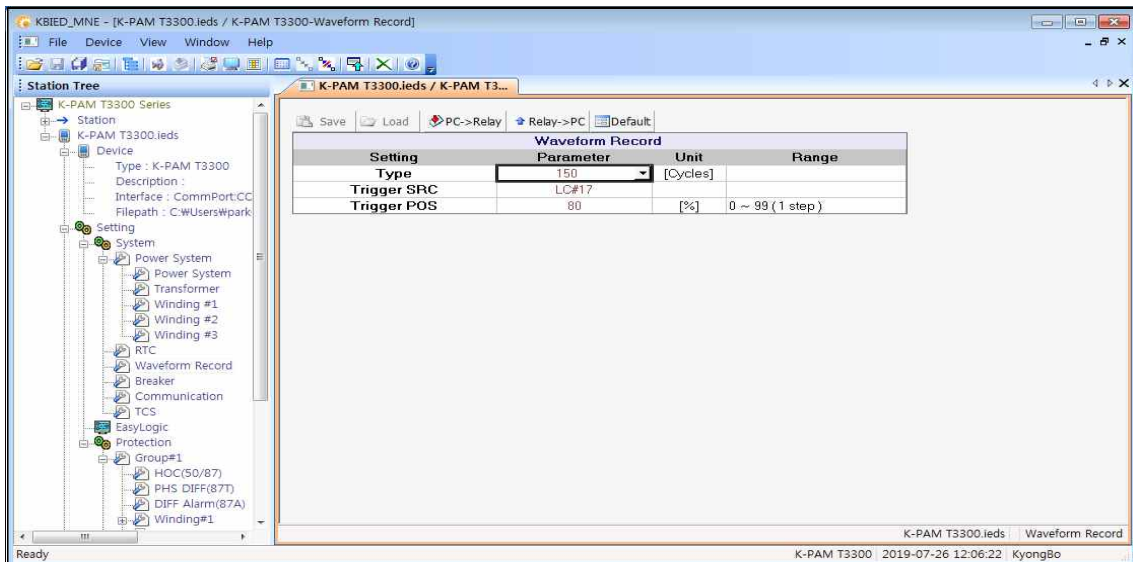 KBIED_MNE - [K-PAM T3300.ieds / K-PAM T3300-Waveform Record]
File Device View Window Help
Station Tree
K-PAM T3300.ieds / K-PAM T3...
K-PAM T3300 Series
Station
K-PAM T3300.ieds
Device
Type : K-PAM T3300
Description :
Interface : CommPort:CC
Filepath : C:₩Users₩park
Setting
System
Power System
Power System
Transformer
Winding #1
Winding #2
Winding #3
RTC
Waveform Record
Breaker
Communication
TCS
EasyLogic
Protection
Group#1
HOC(50/87)
PHS DIFF(87T)
DIFF Alarm(87A)
Winding#1
Save Load PC->Relay Relay->PC Default
Waveform Record
Setting Parameter Unit Range
Type 150 [Cycles]
Trigger SRC LC#17
Trigger POS 80 [%] 0 ~ 99 ( 1 step )
K-PAM T3300.ieds Waveform Record
Ready K-PAM T3300 2019-07-26 12:06:22 KyongBo